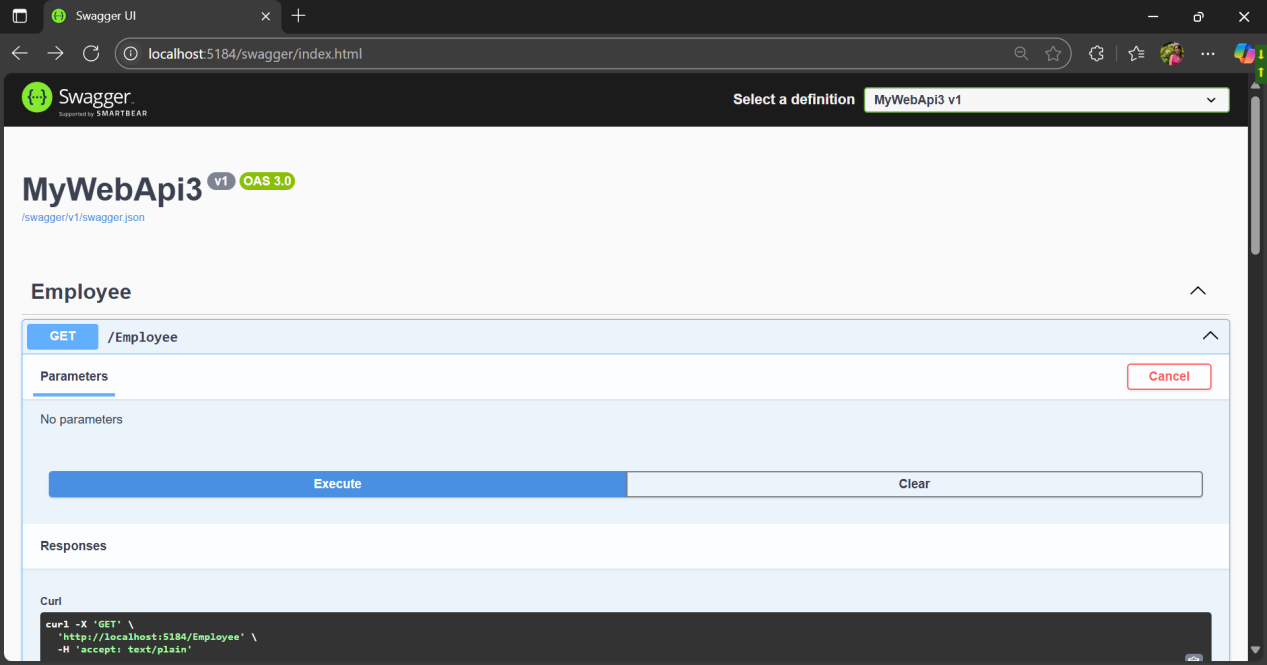 Swagger UI
localhost:5184/swagger/index.html
Swagger
Supported by SMARTBEAR
Select a definition
MyWebApi3 v1
MyWebApi3 v1 OAS 3.0
/swagger/v1/swagger.json
Employee
GET /Employee
Parameters
Cancel
No parameters
Execute
Clear
Responses
Curl
curl -X 'GET' \
'http://localhost:5184/Employee' \
-H 'accept: text/plain'